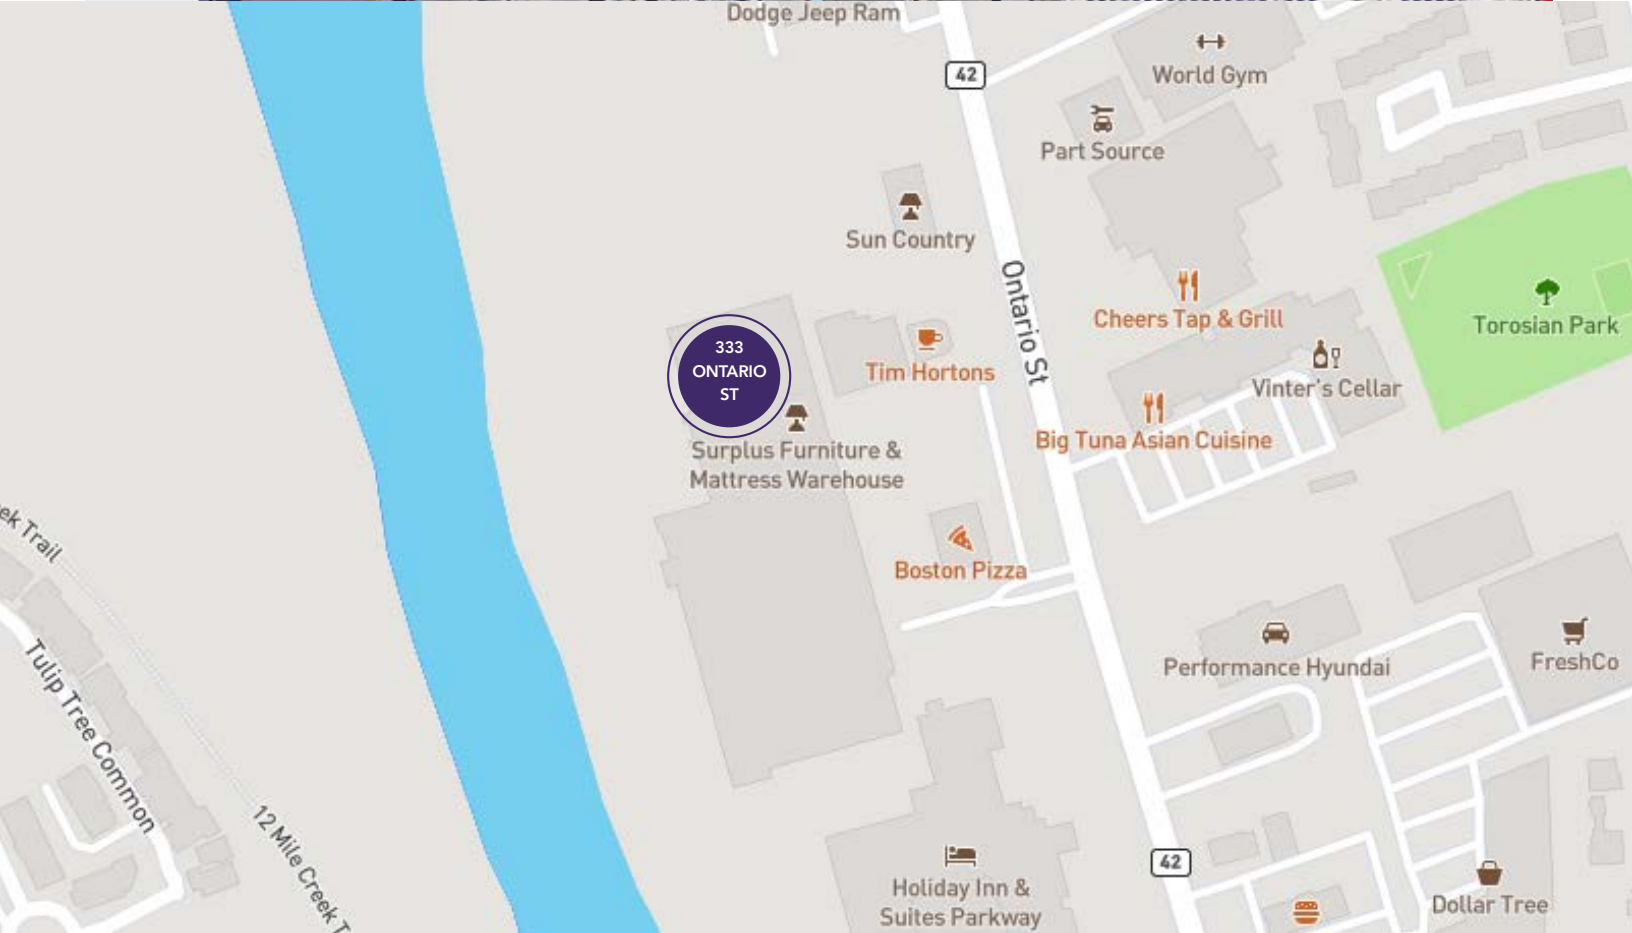 Dodge Jeep Ram
42
World Gym
Part Source
Sun Country
Ontario St
Cheers Tap & Grill
Torosian Park
333
ONTARIO
ST
Tim Hortons
Vinter's Cellar
Big Tuna Asian Cuisine
Surplus Furniture &
Mattress Warehouse
ek Trail
Boston Pizza
Performance Hyundai
FreshCo
Tulip Tree Common
12 Mile Creek T
42
Holiday Inn &
Suites Parkway
Dollar Tree